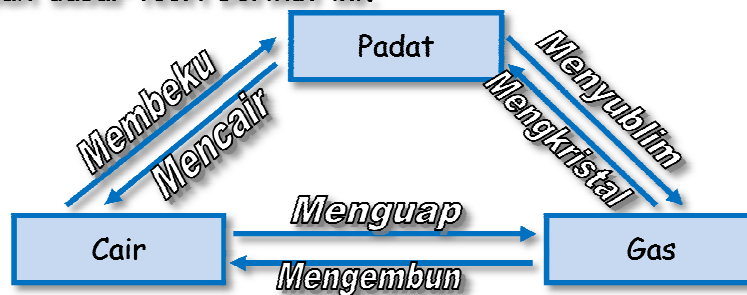 Padat
Membeku
Mencair
Menyublim
Mengkristal
Menguap
Cair
Gas
Mengembun